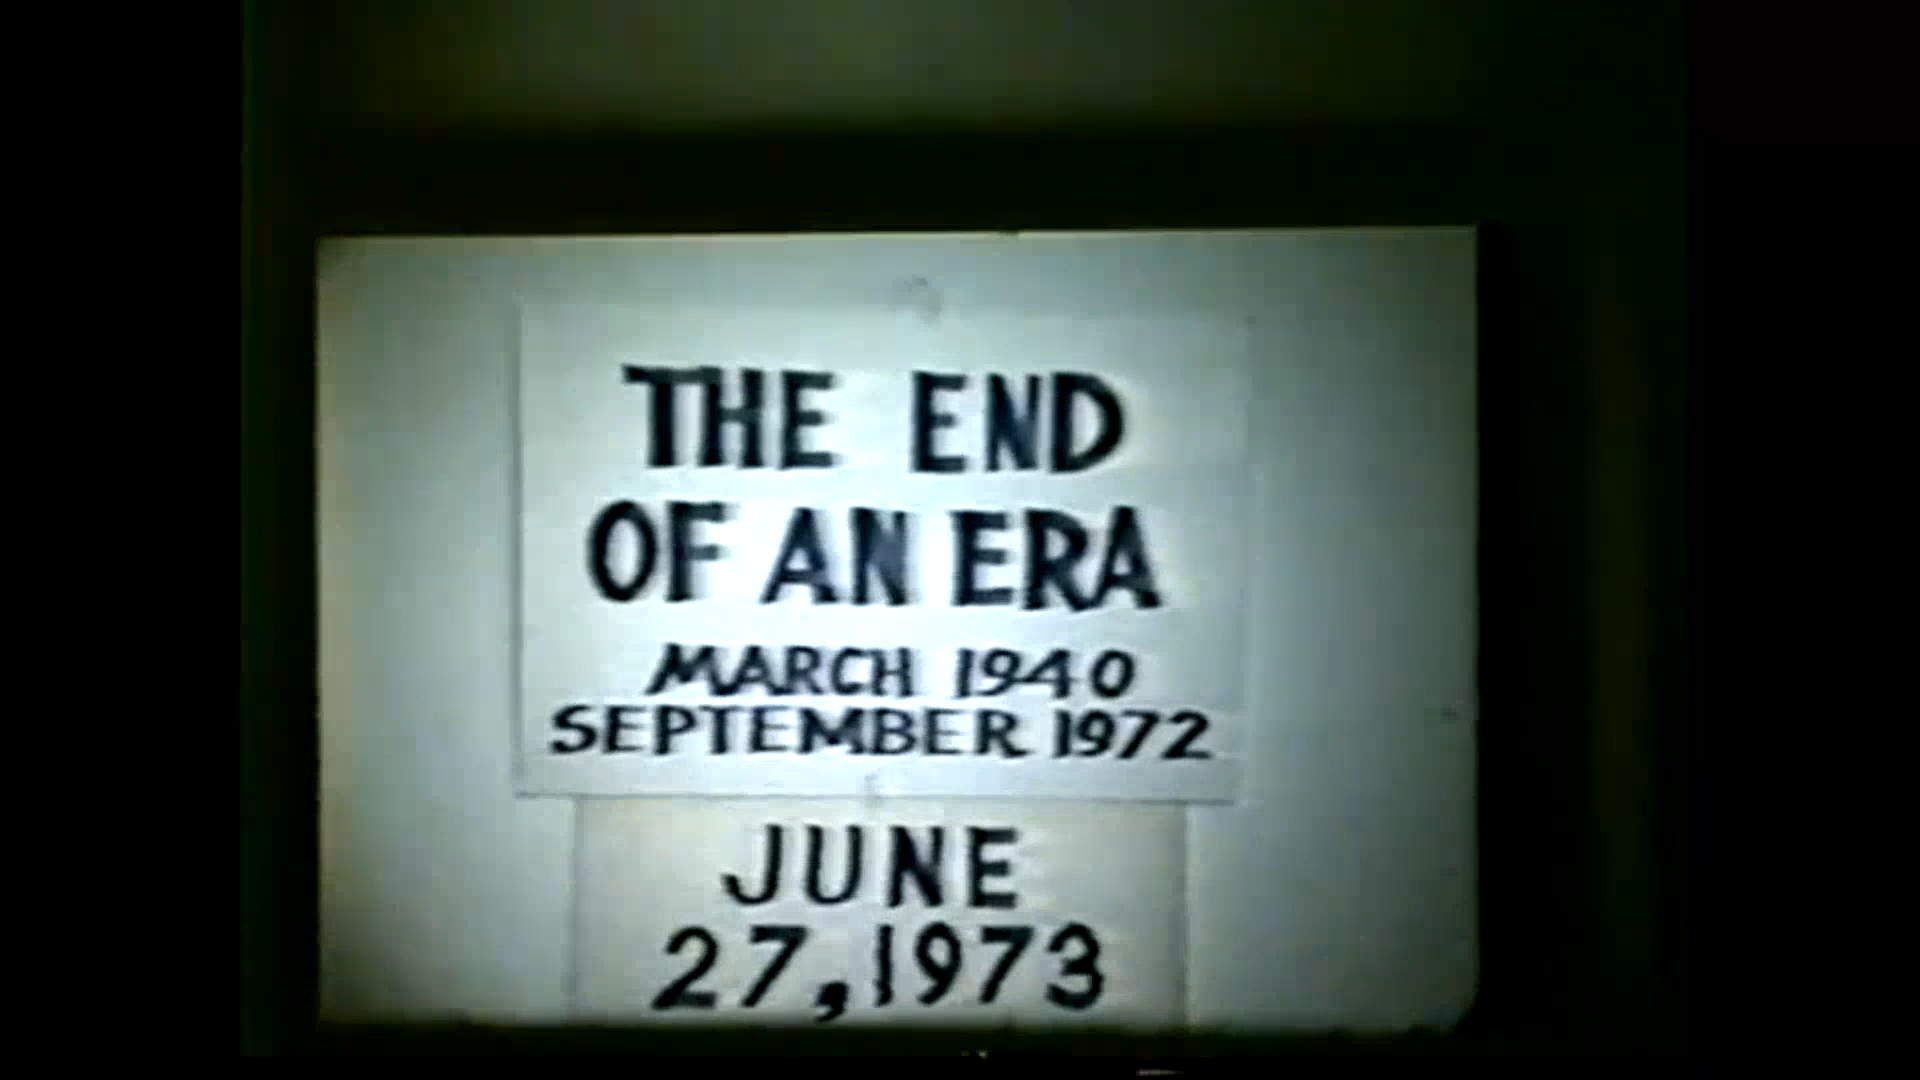 THE END
OF AN ERA
MARCH 1940
SEPTEMBER 1972
JUNE
27, 1973